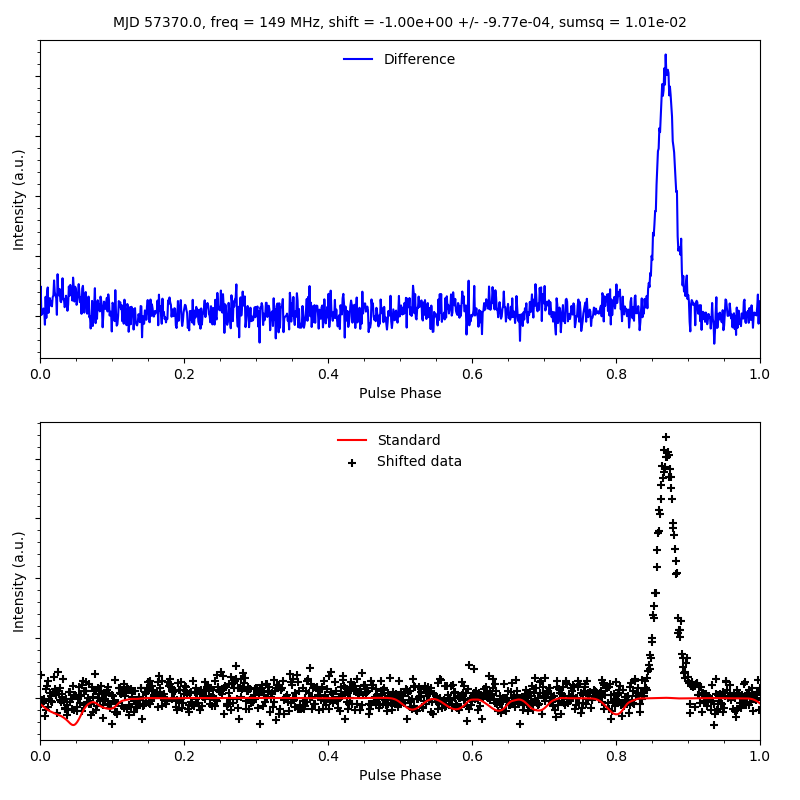 MJD 57370.0, freq = 149 MHz, shift = -1.00e+00 +/- -9.77e-04, sumsq = 1.01e-02
Difference
Intensity (a.u.)
0.0 0.2 0.4 0.6 0.8 1.0
Pulse Phase
Standard
Shifted data
Intensity (a.u.)
0.0 0.2 0.4 0.6 0.8 1.0
Pulse Phase